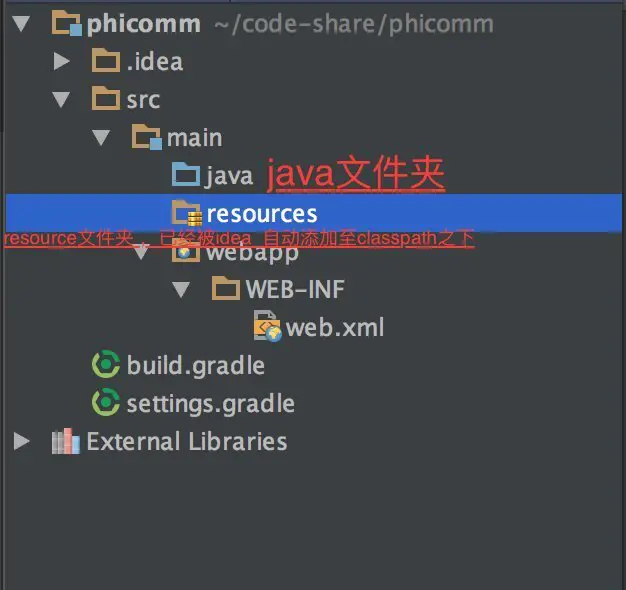 phicomm ~/code-share/phicomm
.idea
src
main
java java文件夹
resources
resource文件夹 已经被idea 自动添加至classpath之下
webapp
WEB-INF
web.xml
build.gradle
settings.gradle
External Libraries